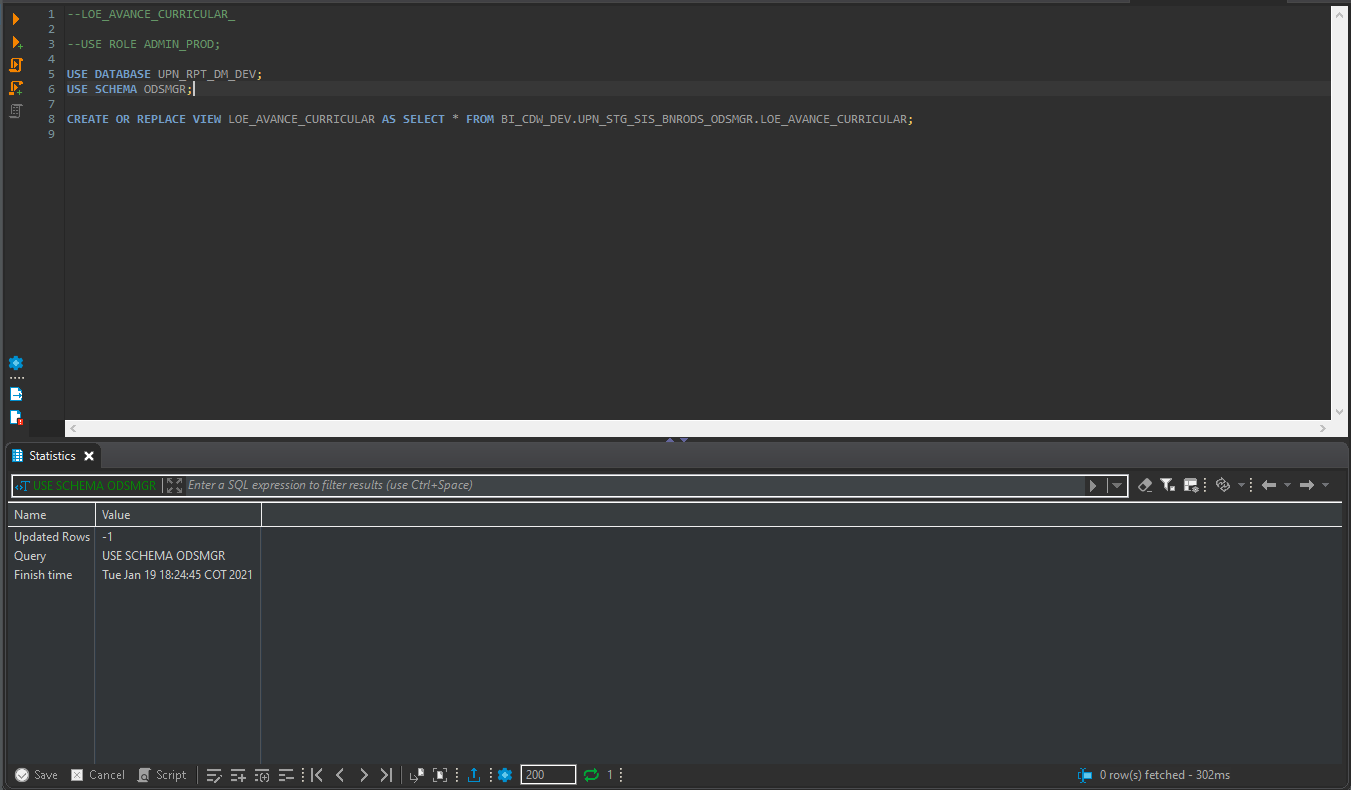 1 --LOE_AVANCE_CURRICULAR_
2
3 --USE ROLE ADMIN_PROD;
4
5 USE DATABASE UPN_RPT_DM_DEV;
6 USE SCHEMA ODSMGR;
7
8 CREATE OR REPLACE VIEW LOE_AVANCE_CURRICULAR AS SELECT * FROM BI_CDW_DEV.UPN_STG_SIS_BNRODS_ODSMGR.LOE_AVANCE_CURRICULAR;
9
Statistics
USE SCHEMA ODSMGR Enter a SQL expression to filter results (use Ctrl+Space)
Name Value
Updated Rows -1
Query USE SCHEMA ODSMGR
Finish time Tue Jan 19 18:24:45 COT 2021
Save Cancel Script 200 1 0 row(s) fetched - 302ms